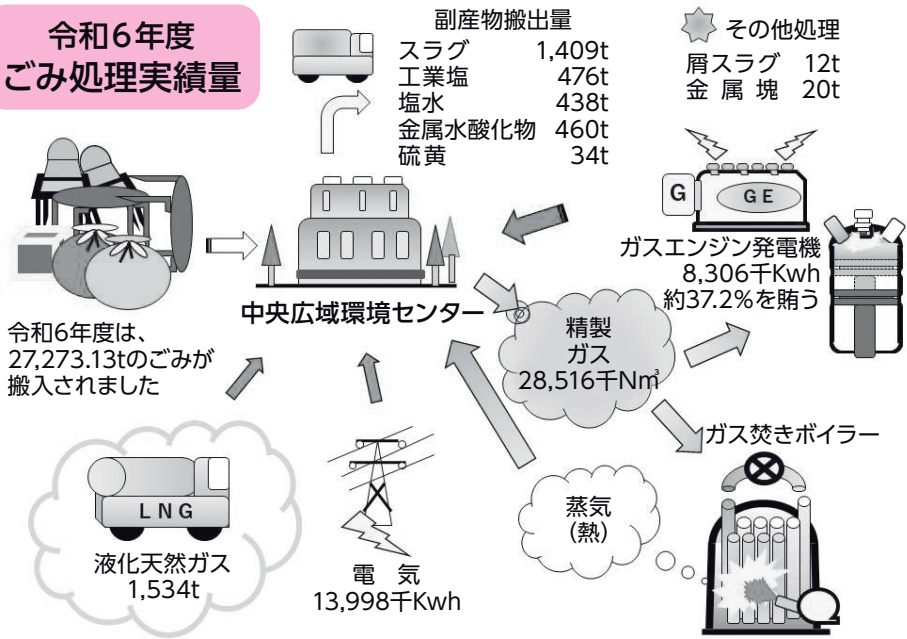 令和6年度
ごみ処理実績量
副産物搬出量
スラグ 1,409t
工業塩 476t
塩水 438t
金属水酸化物 460t
硫黄 34t
その他処理
屑スラグ 12t
金属塊 20t
G
GE
ガスエンジン発電機
8,306千Kwh
約37.2%を賄う
中央広域環境センター
令和6年度は、
27,273.13tのごみが
搬入されました
精製
ガス
28,516千Nm³
ガス焚きボイラー
蒸気
(熱)
LNG
液化天然ガス
1,534t
電 気
13,998千Kwh